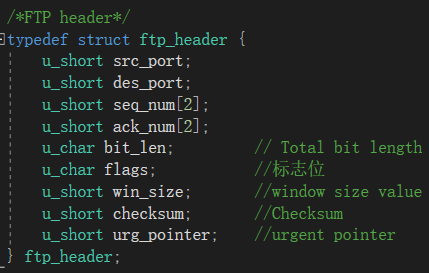 /*FTP header*/
typedef struct ftp_header {
u_short src_port;
u_short des_port;
u_short seq_num[2];
u_short ack_num[2];
u_char bit_len; // Total bit length
u_char flags; //标志位
u_short win_size; //window size value
u_short checksum; //Checksum
u_short urg_pointer; //urgent pointer
} ftp_header;